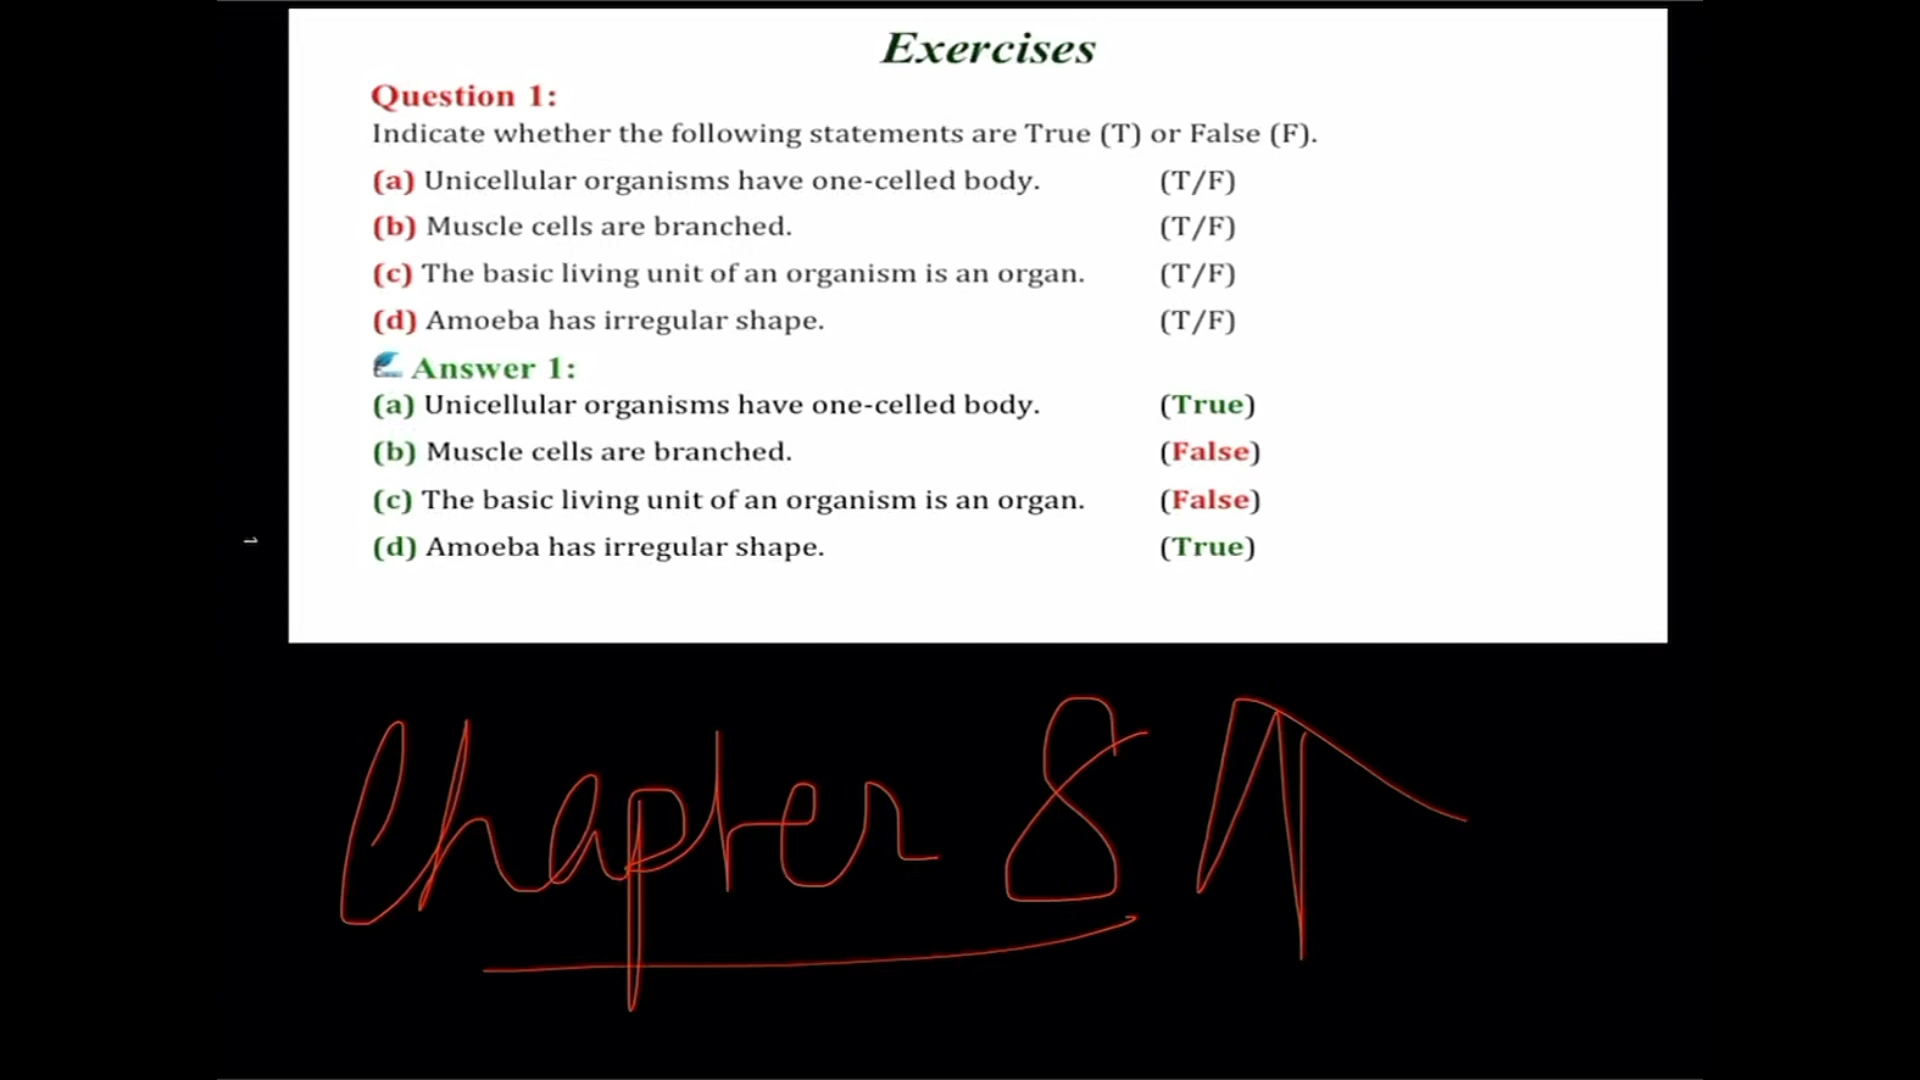 Exercises
Question 1:
Indicate whether the following statements are True (T) or False (F).
(a) Unicellular organisms have one-celled body. (T/F)
(b) Muscle cells are branched. (T/F)
(c) The basic living unit of an organism is an organ. (T/F)
(d) Amoeba has irregular shape. (T/F)
Answer 1:
(a) Unicellular organisms have one-celled body. (True)
(b) Muscle cells are branched. (False)
(c) The basic living unit of an organism is an organ. (False)
(d) Amoeba has irregular shape. (True)
Chapter 8